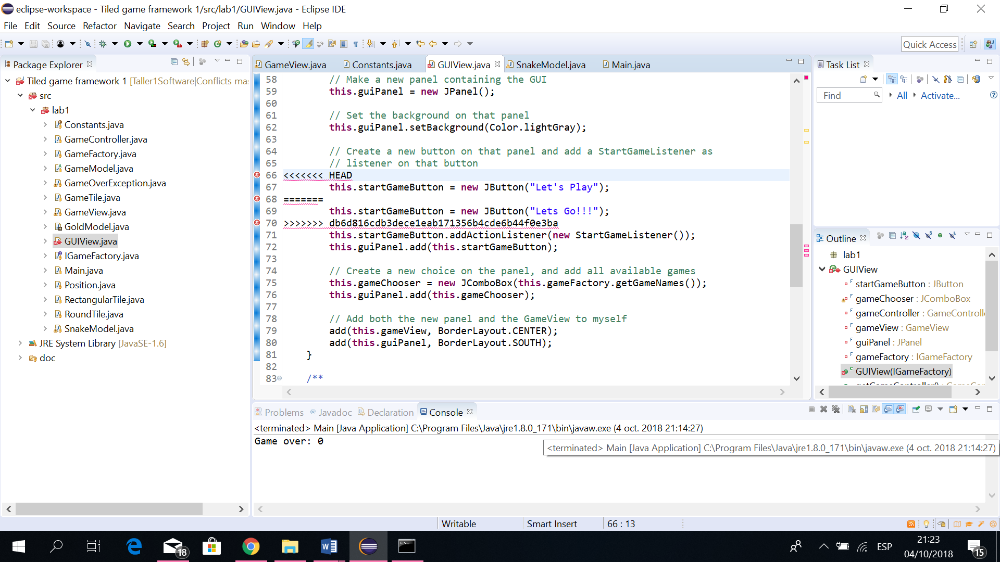 eclipse-workspace - Tiled game framework 1/src/lab1/GUIView.java - Eclipse IDE
File Edit Source Refactor Navigate Search Project Run Window Help
Quick Access
Package Explorer
Tiled game framework 1 [Taller1Software|Conflicts mas
src
lab1
Constants.java
GameController.java
GameFactory.java
GameModel.java
GameOverException.java
GameTile.java
GameView.java
GoldModel.java
GUIView.java
IGameFactory.java
Main.java
Position.java
RectangularTile.java
RoundTile.java
SnakeModel.java
JRE System Library [JavaSE-1.6]
doc
GameView.java Constants.java GUIView.java SnakeModel.java Main.java
58 // Make a new panel containing the GUI
59 this.guiPanel = new JPanel();
60
61 // Set the background on that panel
62 this.guiPanel.setBackground(Color.lightGray);
63
64 // Create a new button on that panel and add a StartGameListener as
65 // listener on that button
66 <<<<<<< HEAD
67 this.startGameButton = new JButton("Let's Play");
68 =======
69 this.startGameButton = new JButton("Lets Go!!!");
70 >>>>>>> db6d816cdb3dece1eab171356b4cde6b44f0e3ba
71 this.startGameButton.addActionListener(new StartGameListener());
72 this.guiPanel.add(this.startGameButton);
73
74 // Create a new choice on the panel, and add all available games
75 this.gameChooser = new JComboBox(this.gameFactory.getGameNames());
76 this.guiPanel.add(this.gameChooser);
77
78 // Add both the new panel and the GameView to myself
79 add(this.gameView, BorderLayout.CENTER);
80 add(this.guiPanel, BorderLayout.SOUTH);
81 }
82
83 /**
Task List
Find All Activate...
Outline
lab1
GUIView
startGameButton : JButton
gameChooser : JComboBox
gameController : GameControlle
gameView : GameView
guiPanel : JPanel
gameFactory : IGameFactory
GUIView(IGameFactory)
getGameController() : GameCon
Problems Javadoc Declaration Console
<terminated> Main [Java Application] C:\Program Files\Java\jre1.8.0_171\bin\javaw.exe (4 oct. 2018 21:14:27)
Game over: 0
<terminated> Main [Java Application] C:\Program Files\Java\jre1.8.0_171\bin\javaw.exe (4 oct. 2018 21:14:27)
Writable Smart Insert 66 : 13
18
ESP
21:23
04/10/2018
15